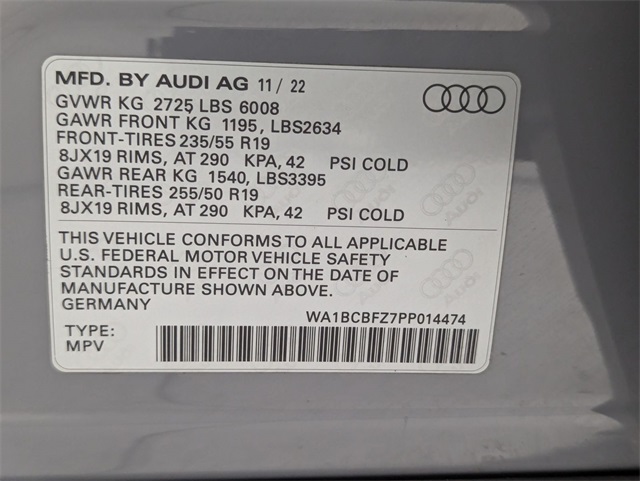 MFD. BY AUDI AG 11 / 22
GVWR KG 2725 LBS 6008
GAWR FRONT KG 1195, LBS2634
FRONT-TIRES 235/55 R19
8JX19 RIMS, AT 290 KPA, 42 PSI COLD
GAWR REAR KG 1540, LBS3395
REAR-TIRES 255/50 R19
8JX19 RIMS, AT 290 KPA, 42 PSI COLD
THIS VEHICLE CONFORMS TO ALL APPLICABLE
U.S. FEDERAL MOTOR VEHICLE SAFETY
STANDARDS IN EFFECT ON THE DATE OF
MANUFACTURE SHOWN ABOVE.
GERMANY
WA1BCBFZ7PP014474
TYPE:
MPV